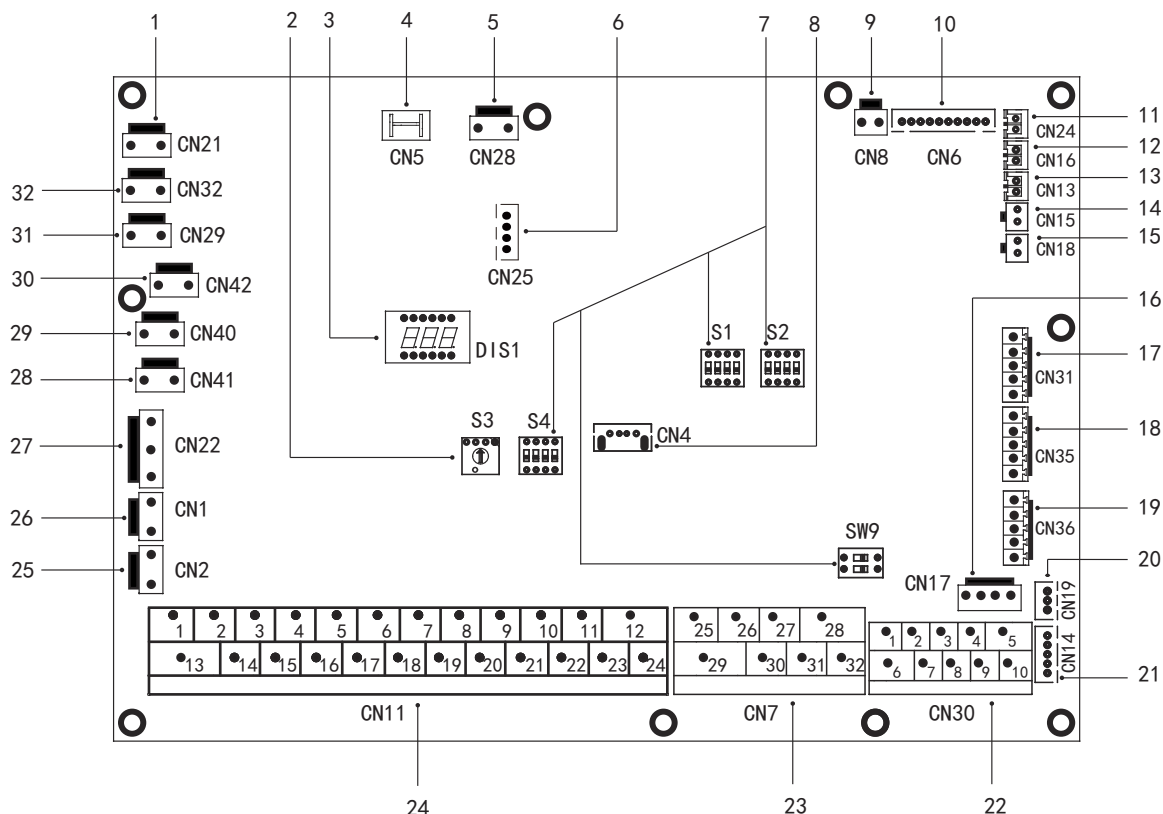 1 2 3 4 5 6 7 8 9 10
11
CN21 CN5 CN28 CN8 CN6 CN24
12
CN16
32 CN32 13
CN13
14
31 CN29 CN15
15
CN25 CN18
30 CN42
16
29 CN40 S1 S2
DIS1 17
28 CN41 CN31
S3 S4 18
27 CN22 CN4 CN35
19
26 CN1 SW9 CN36
20
25 CN2 CN17 CN19
1 2 3 4 5 6 7 8 9 10 11 12 25 26 27 28 1 2 3 4 5
13 14 15 16 17 18 19 20 21 22 23 24 29 30 31 32 6 7 8 9 10 CN14
21
CN11 CN7 CN30
24 23 22